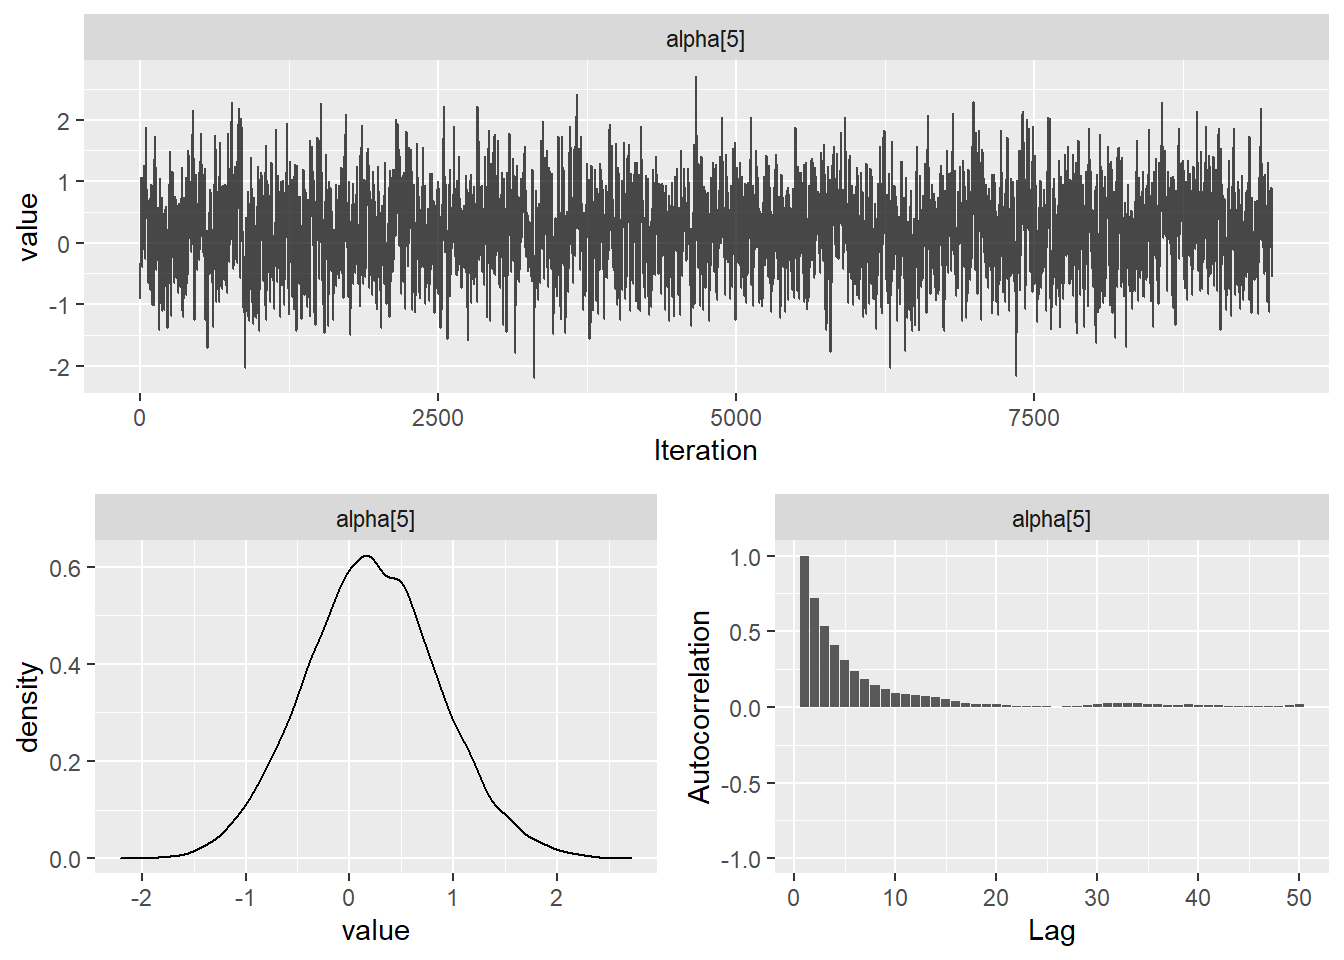 alpha[5]
value
2
1
0
-1
-2
0 2500 5000 7500
Iteration
alpha[5]
density
0.6
0.4
0.2
0.0
-2 -1 0 1 2
value
alpha[5]
Autocorrelation
1.0
0.5
0.0
-0.5
-1.0
0 10 20 30 40 50
Lag